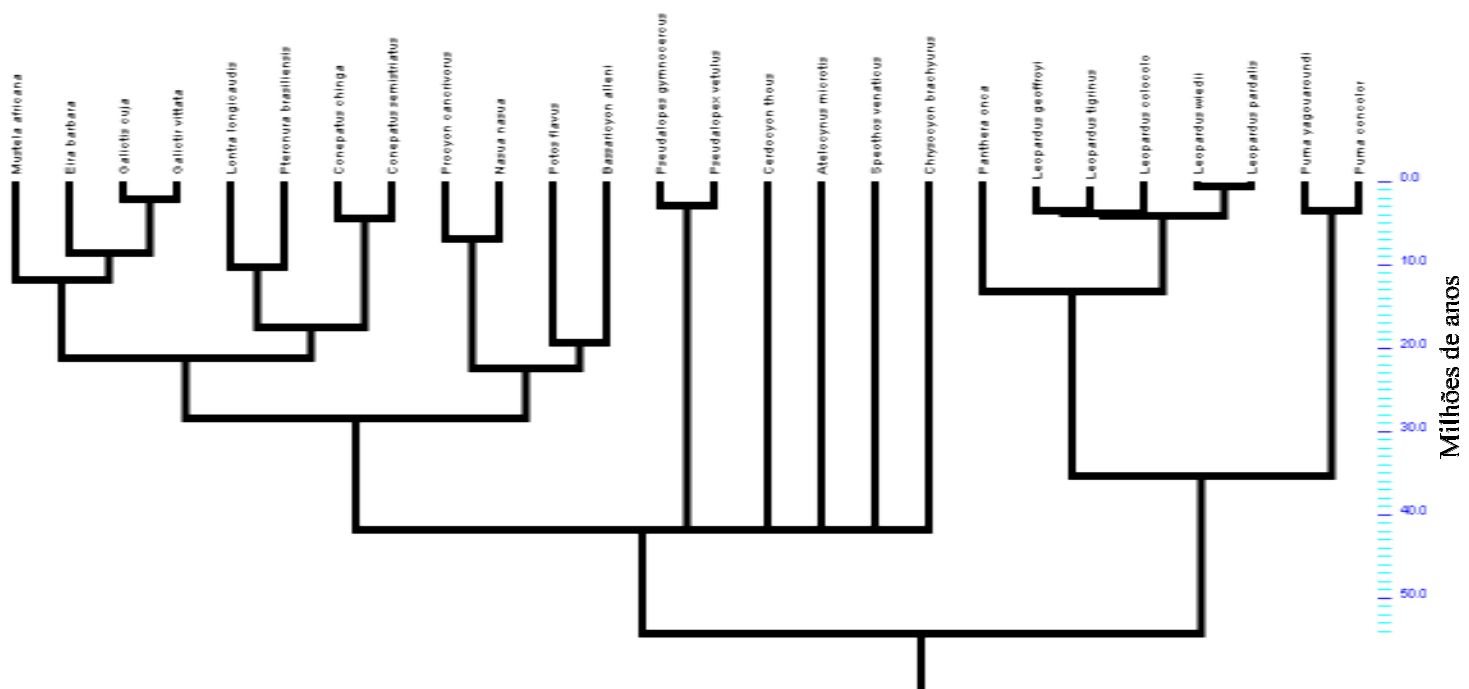 Mustela africana
Eira barbara
Galictis cuja
Galictir vittata
Lontra longicaudis
Pteronura brasiliensis
Conepatus chinga
Conepatus semistriatus
Procyon cancrivorus
Nasua nasua
Potos flavus
Bassaricyon alleni
Pseudalopes gymnocercus
Pseudalopex vetulus
Cerdocyon thous
Atelocynus microtis
Speothos venaticus
Chrysocyon brachyurus
Panthera onca
Leopardus geoffroyi
Leopardus tigrinus
Leopardus colocolo
Leopardus wiedii
Leopardus pardalis
Puma yagouaroundi
Puma concolor
0.0
10.0
20.0
30.0
40.0
50.0
Milhões de anos